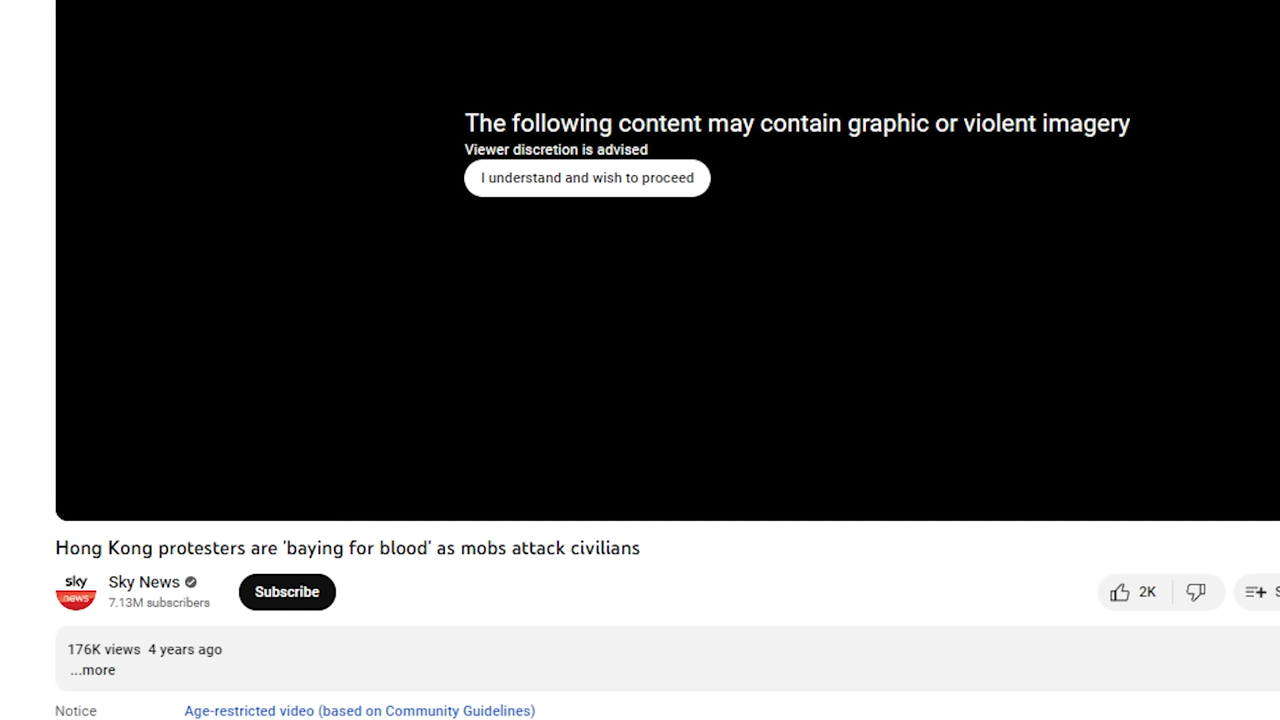 The following content may contain graphic or violent imagery
Viewer discretion is advised
I understand and wish to proceed
Hong Kong protesters are 'baying for blood' as mobs attack civilians
sky news
Sky News
7.13M subscribers
Subscribe
2K
S
176K views 4 years ago
...more
Notice
Age-restricted video (based on Community Guidelines)